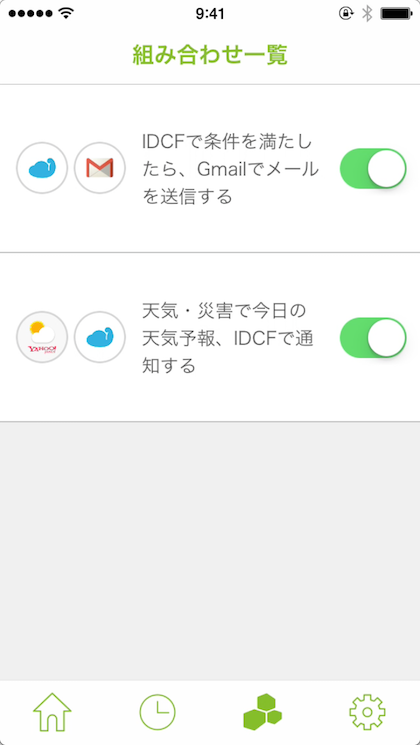 9:41
組み合わせ一覧
IDCFで条件を満たし
たら、Gmailでメール
を送信する
天気・災害で今日の
天気予報、IDCFで通
知する
YAHOO!